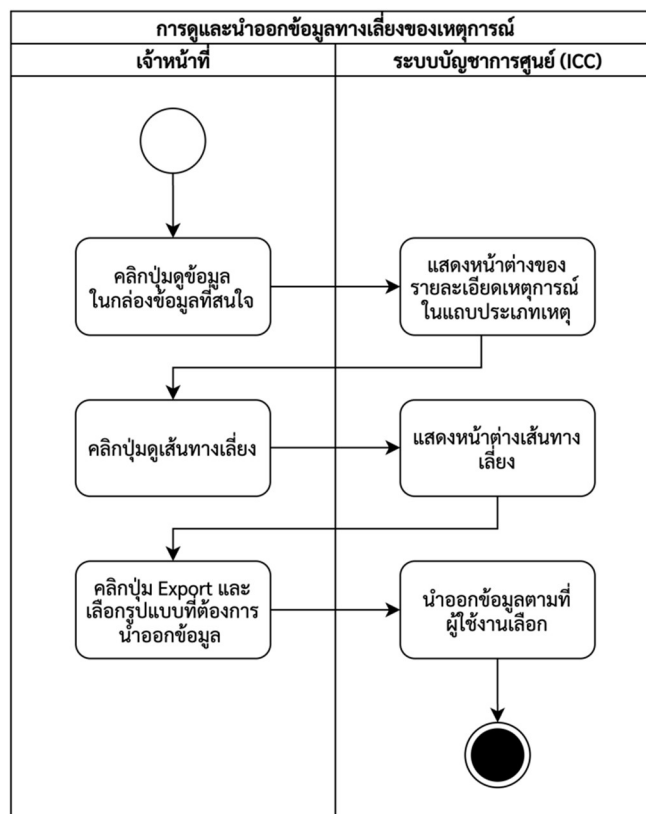 การดูและนำออกข้อมูลทางเลี่ยงของเหตุการณ์
เจ้าหน้าที่
ระบบบัญชาการศูนย์ (ICC)
คลิกปุ่มดูข้อมูล
ในกล่องข้อมูลที่สนใจ
แสดงหน้าต่างของ
รายละเอียดเหตุการณ์
ในแถบประเภทเหตุ
คลิกปุ่มดูเส้นทางเลี่ยง
แสดงหน้าต่างเส้นทาง
เลี่ยง
คลิกปุ่ม Export และ
เลือกรูปแบบที่ต้องการ
นำออกข้อมูล
นำออกข้อมูลตามที่
ผู้ใช้งานเลือก